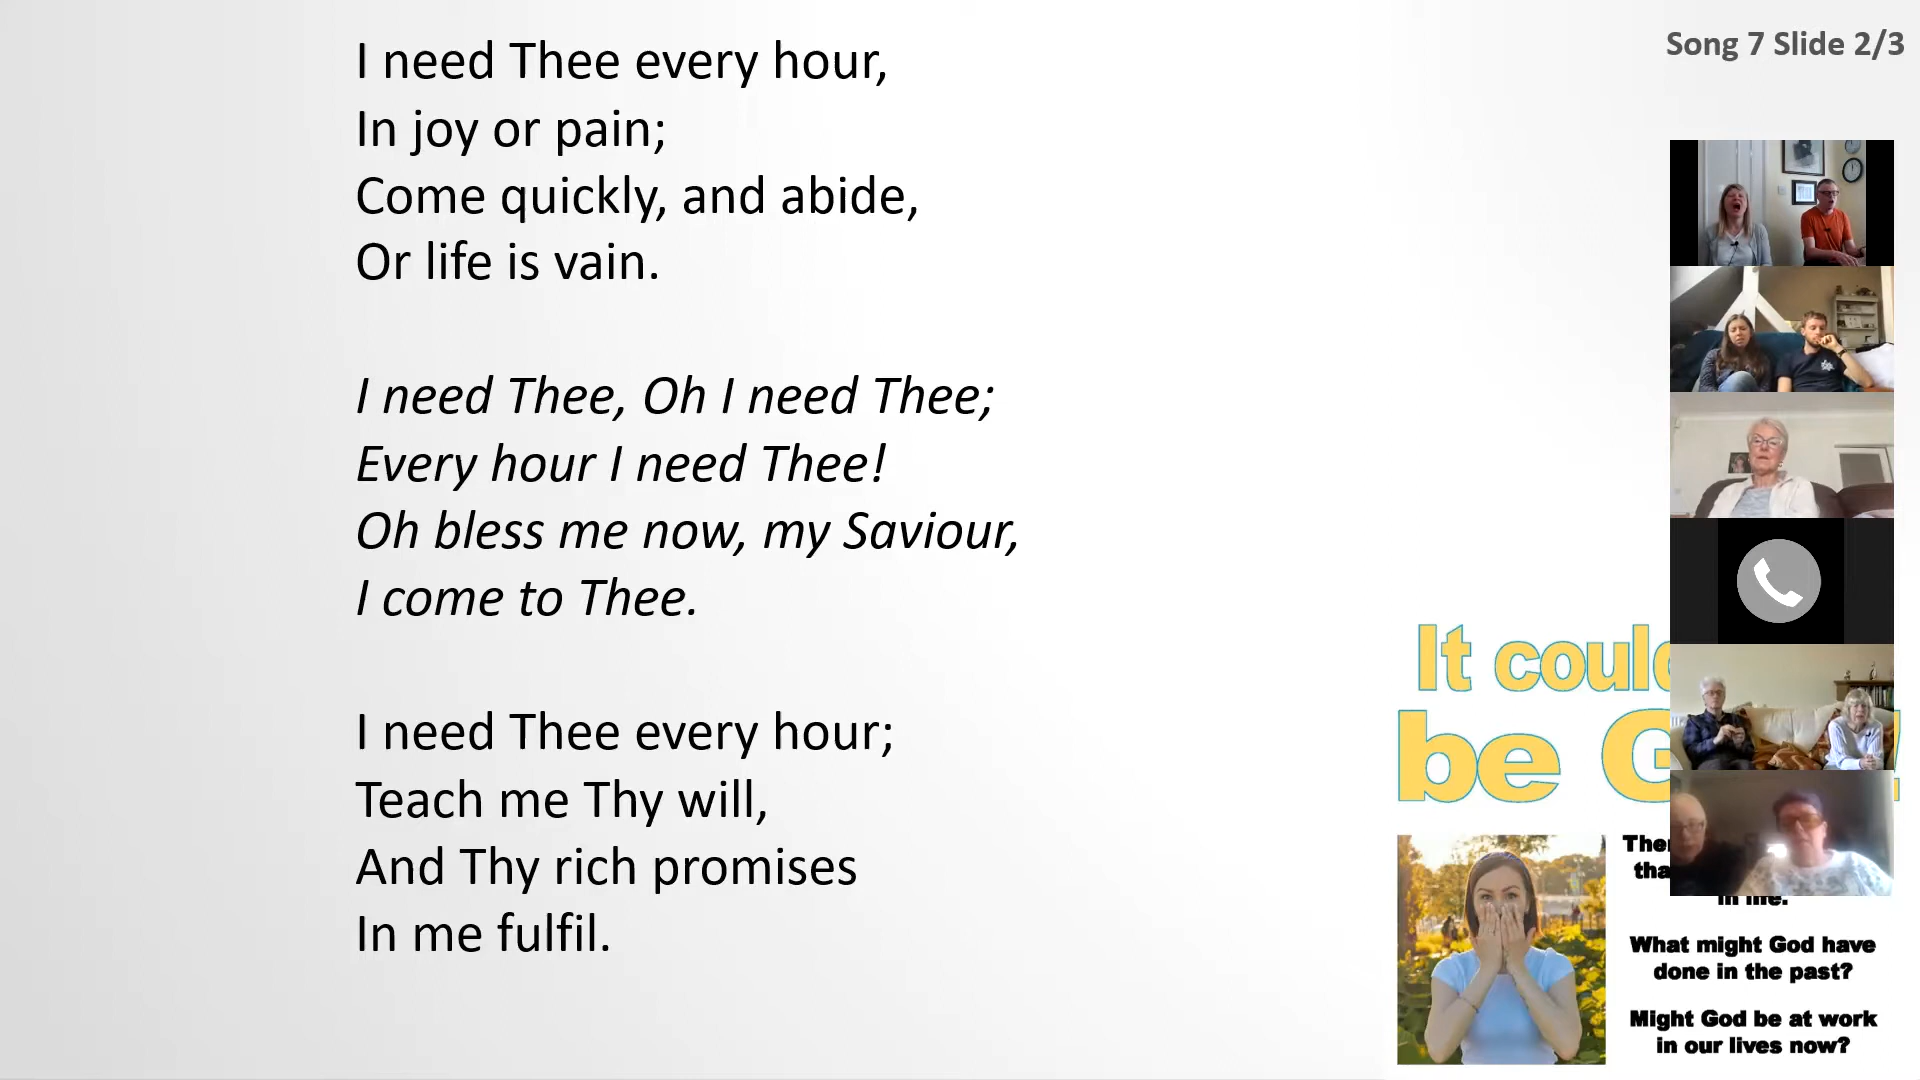 Song 7 Slide 2/3
I need Thee every hour,
In joy or pain;
Come quickly, and abide,
Or life is vain.
I need Thee, Oh I need Thee;
Every hour I need Thee!
Oh bless me now, my Saviour,
I come to Thee.
I need Thee every hour;
Teach me Thy will,
And Thy rich promises
In me fulfil.
It
be
in life.
What might God have
done in the past?
Might God be at work
in our lives now?